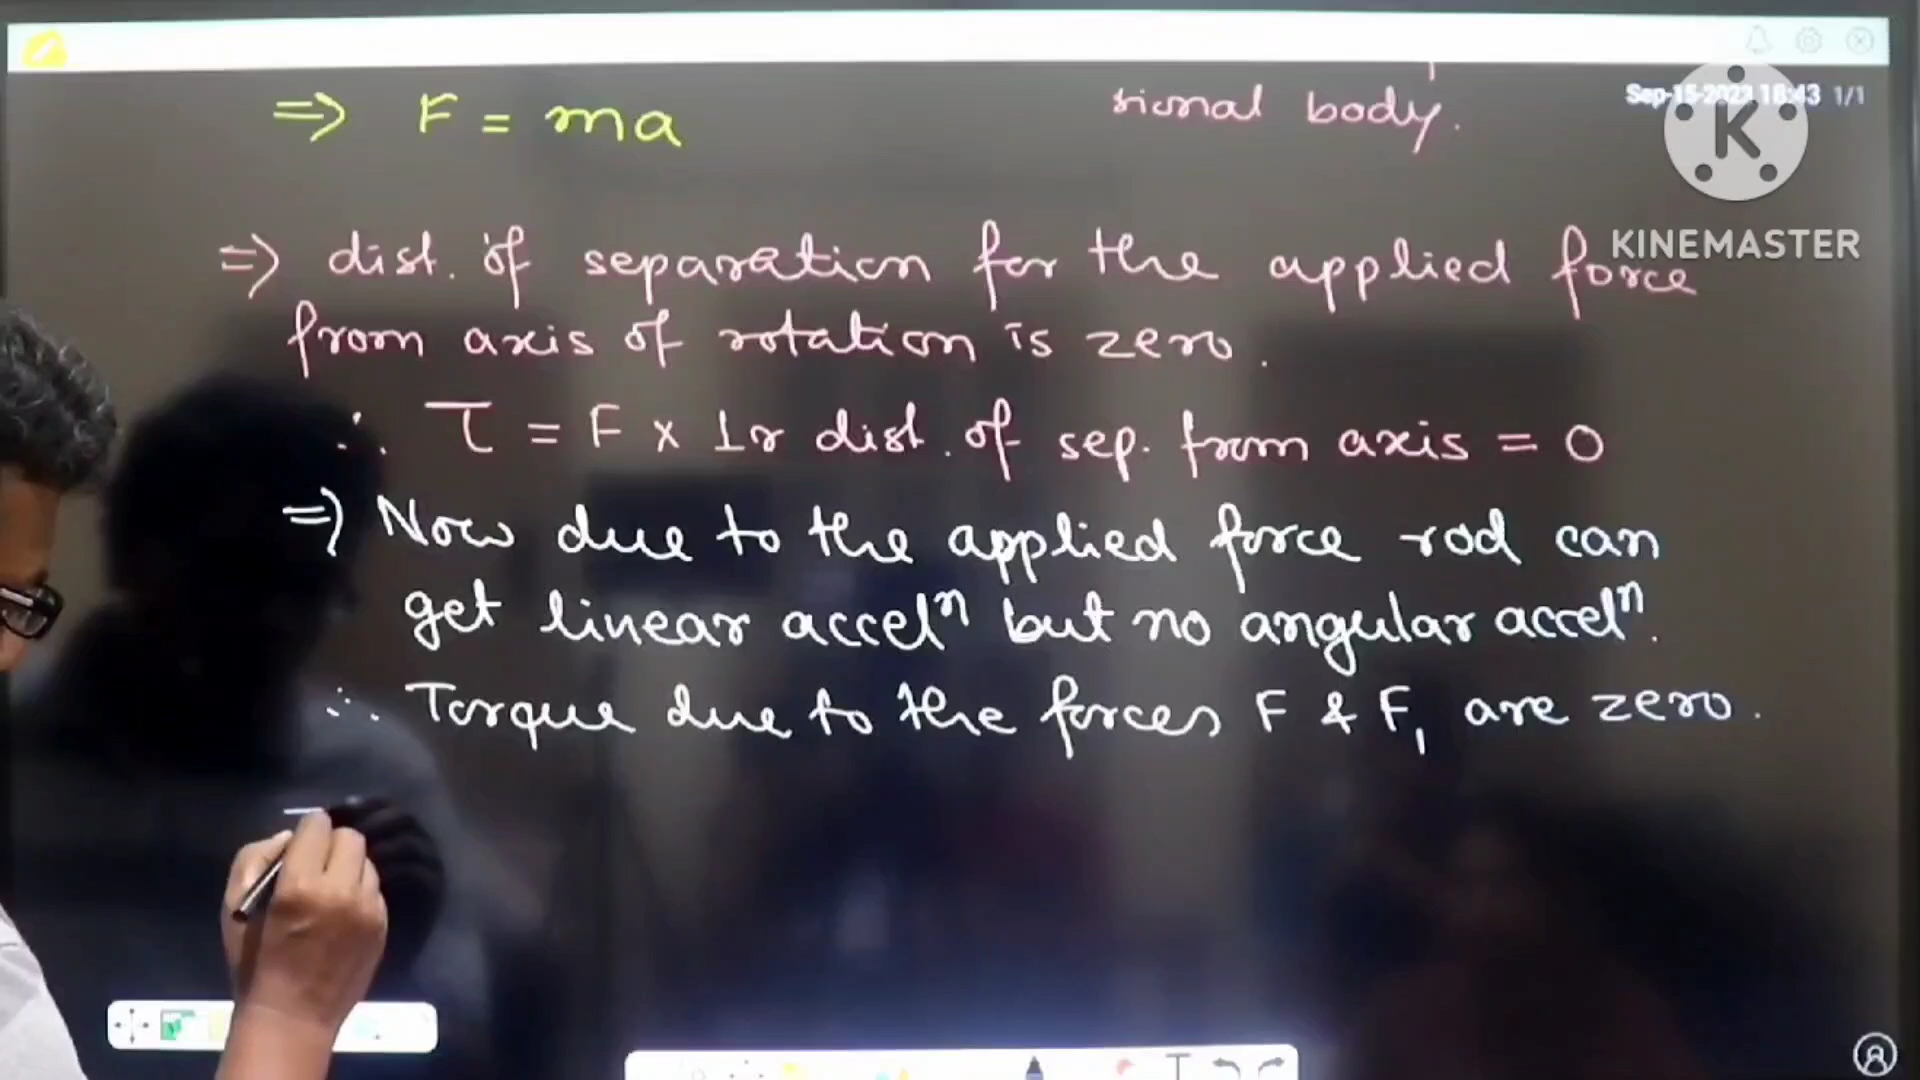 Sep-15-2023 18:43 1/1
K
KINEMASTER
=> F = ma
sional body.
=> dist. of separation for the applied force
from axis of rotation is zero.
∴ τ = F x ⊥r dist. of sep. from axis = 0
=> Now due to the applied force rod can
get linear accelⁿ but no angular accelⁿ.
∴ Torque due to the forces F & F₁ are zero.